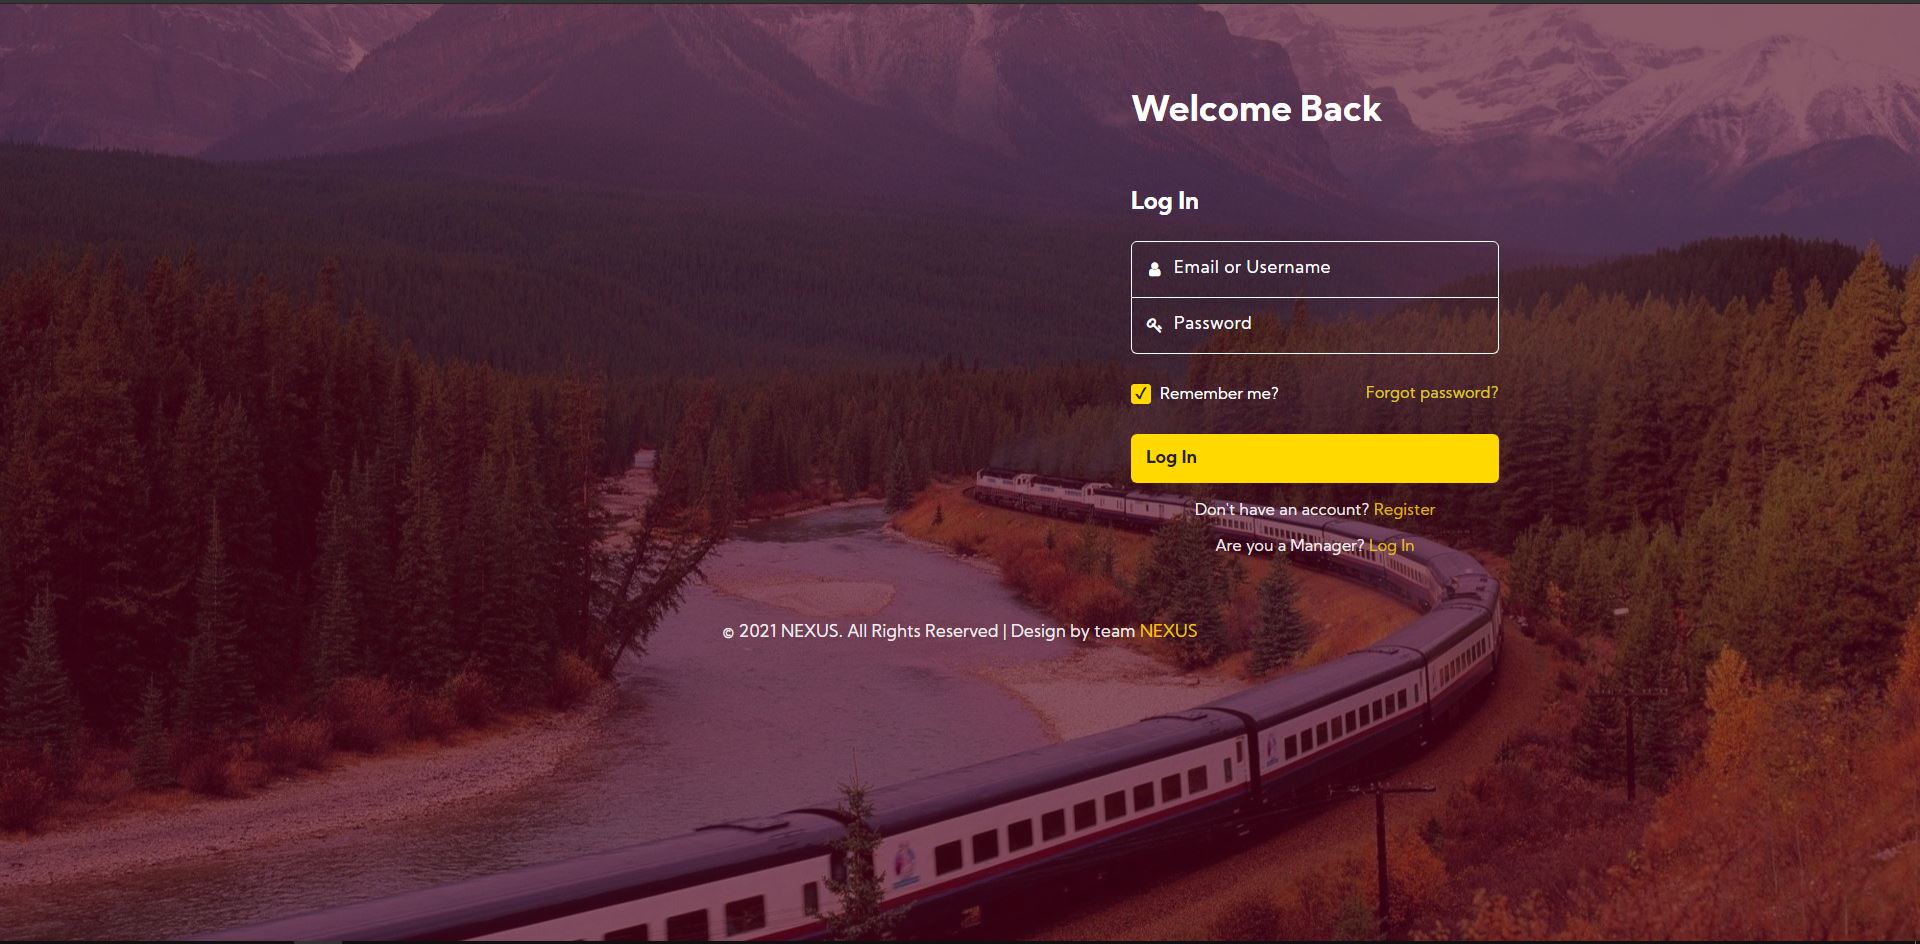 Welcome Back
Log In
Email or Username
Password
Remember me?
Forgot password?
Log In
Don't have an account? Register
Are you a Manager? Log In
© 2021 NEXUS. All Rights Reserved | Design by team NEXUS